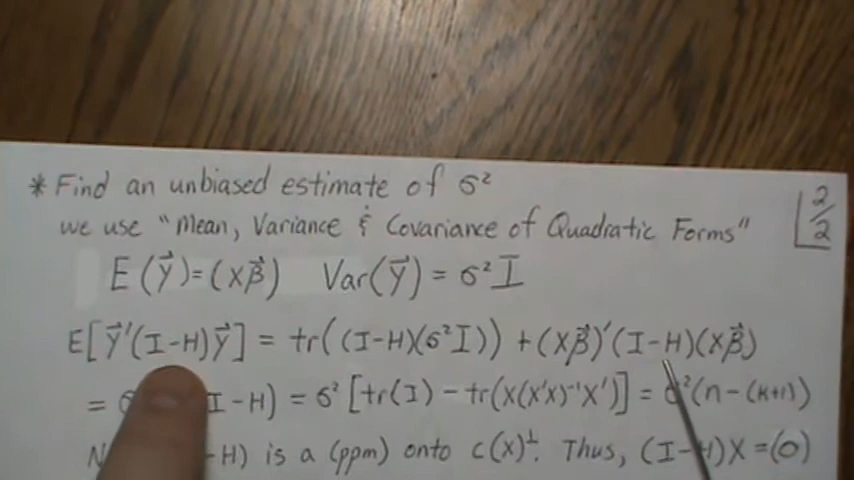 * Find an unbiased estimate of σ²
2/2
we use "Mean, Variance & Covariance of Quadratic Forms"
E(Y⃗)=(Xβ⃗) Var(Y⃗) = σ²I
E[Y⃗'(I-H)Y⃗] = tr((I-H)(σ²I)) + (Xβ⃗)'(I-H)(Xβ⃗)
= I-H) = σ²[tr(I) - tr(X(X'X)⁻¹X')] = σ²(n-(k+1))
-H) is a (ppm) onto C(X)⊥. Thus, (I-H)X=(0)